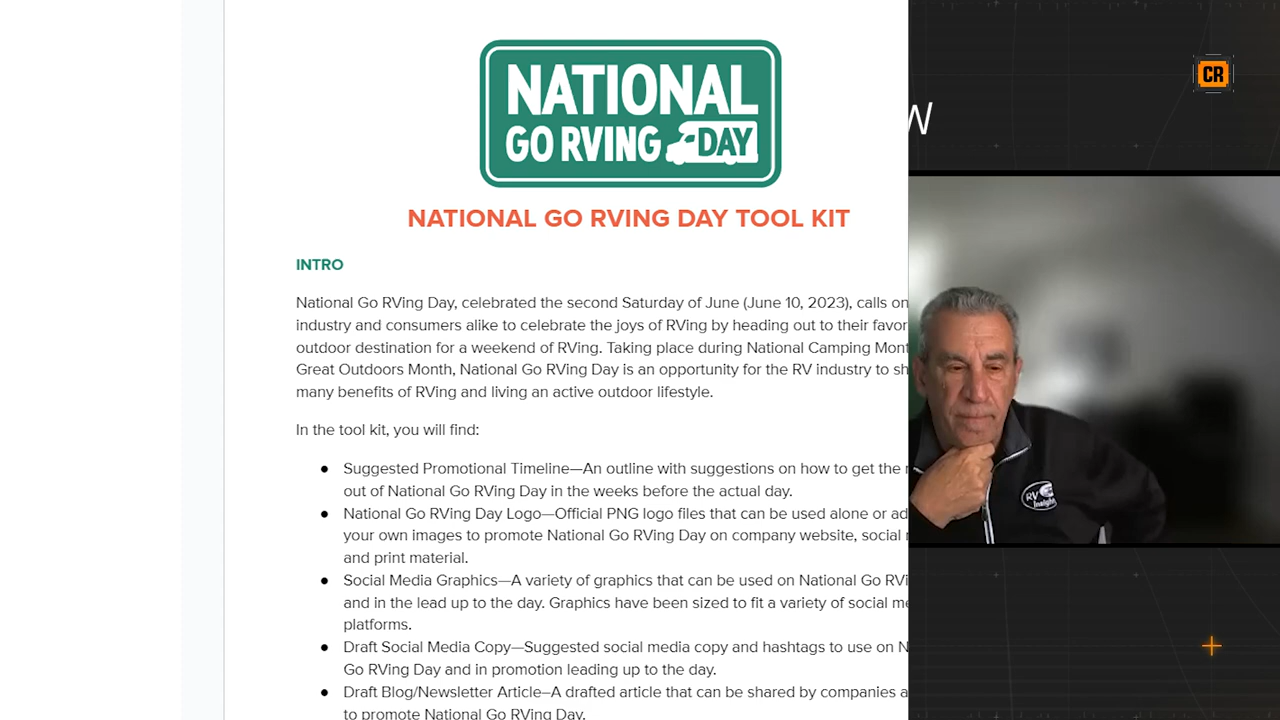 NATIONAL
GO RVING DAY
CR
W
NATIONAL GO RVING DAY TOOL KIT
INTRO
National Go RVing Day, celebrated the second Saturday of June (June 10, 2023), calls on
industry and consumers alike to celebrate the joys of RVing by heading out to their favor
outdoor destination for a weekend of RVing. Taking place during National Camping Mont
Great Outdoors Month, National Go RVing Day is an opportunity for the RV industry to sh
many benefits of RVing and living an active outdoor lifestyle.
In the tool kit, you will find:
● Suggested Promotional Timeline—An outline with suggestions on how to get the
out of National Go RVing Day in the weeks before the actual day.
● National Go RVing Day Logo—Official PNG logo files that can be used alone or ad
your own images to promote National Go RVing Day on company website, social
and print material.
● Social Media Graphics—A variety of graphics that can be used on National Go RVi
and in the lead up to the day. Graphics have been sized to fit a variety of social me
platforms.
● Draft Social Media Copy—Suggested social media copy and hashtags to use on N
Go RVing Day and in promotion leading up to the day.
● Draft Blog/Newsletter Article–A drafted article that can be shared by companies a
to promote National Go RVing Day.
RV
Insight